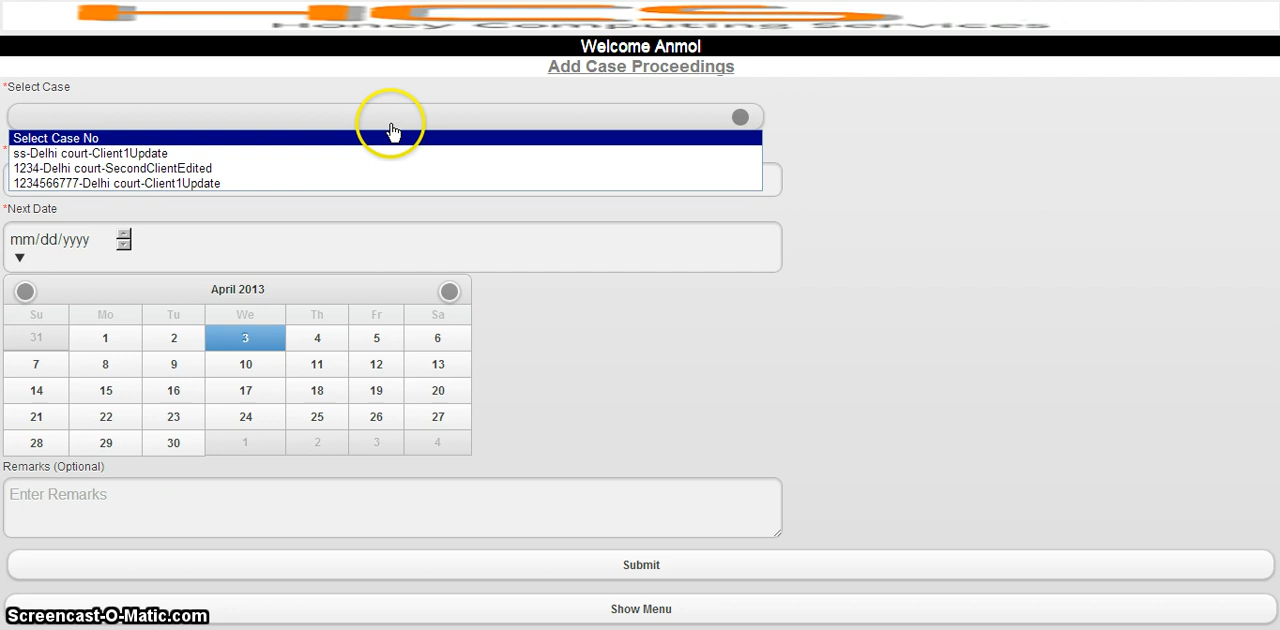 HCS
Honey Computing Services
Welcome Anmol
Add Case Proceedings
*Select Case
Select Case No
ss-Delhi court-Client1Update
1234-Delhi court-SecondClientEdited
1234566777-Delhi court-Client1Update
*
*Next Date
mm/dd/yyyy
April 2013
Su Mo Tu We Th Fr Sa
31 1 2 3 4 5 6
7 8 9 10 11 12 13
14 15 16 17 18 19 20
21 22 23 24 25 26 27
28 29 30 1 2 3 4
Remarks (Optional)
Enter Remarks
Submit
Show Menu
Screencast-O-Matic.com